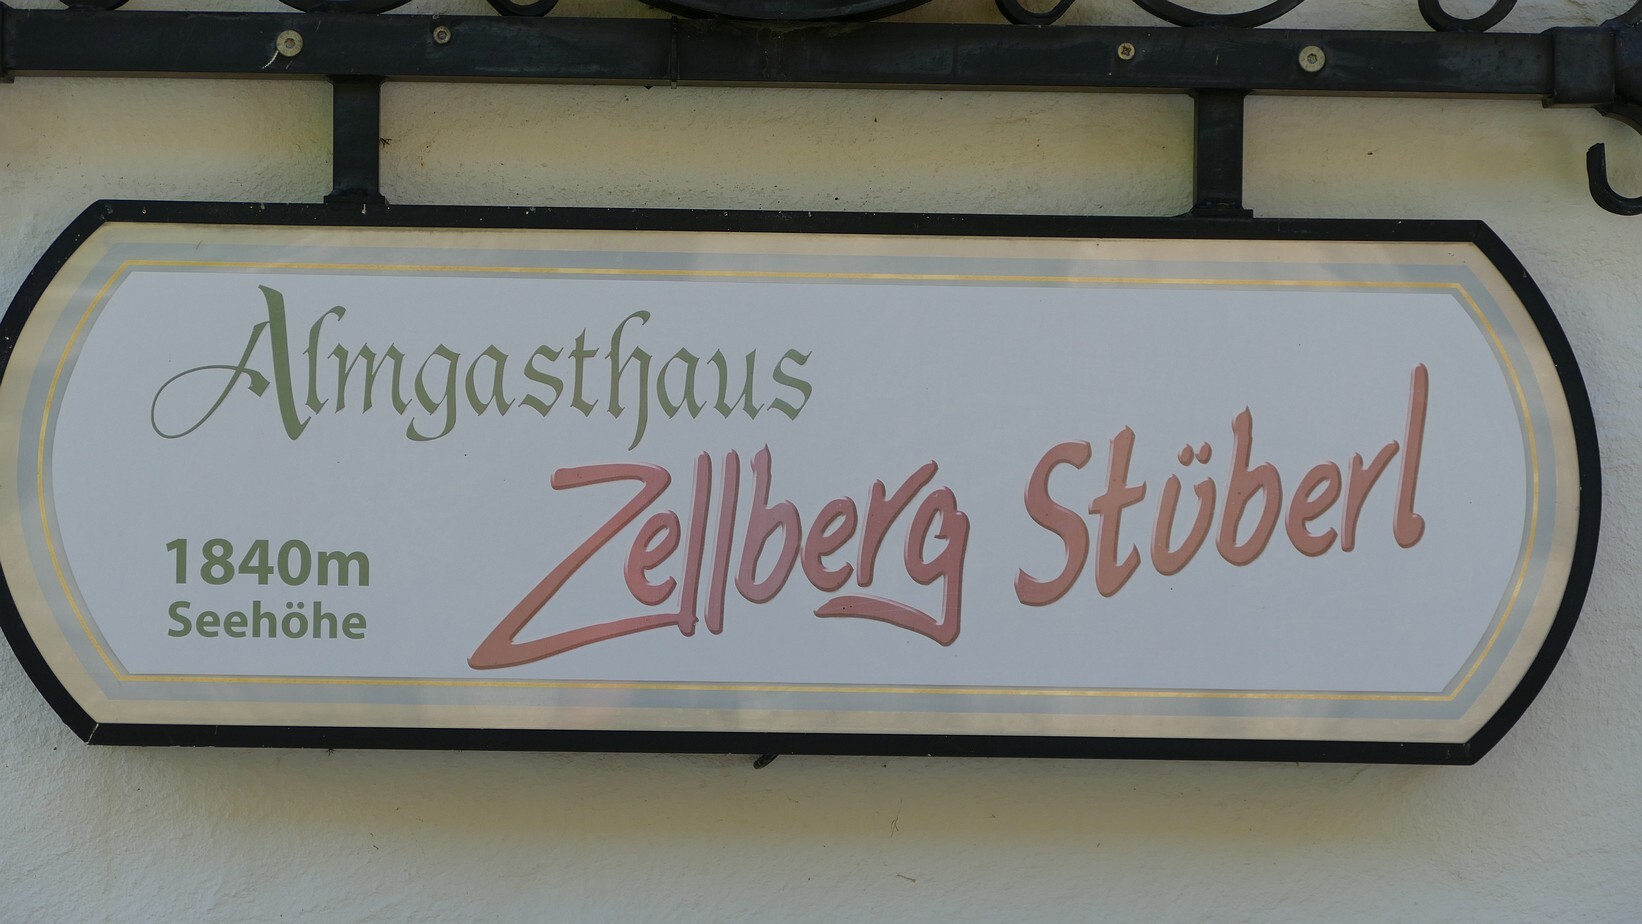 Almgasthaus
Zellberg Stüberl
1840m
Seehöhe